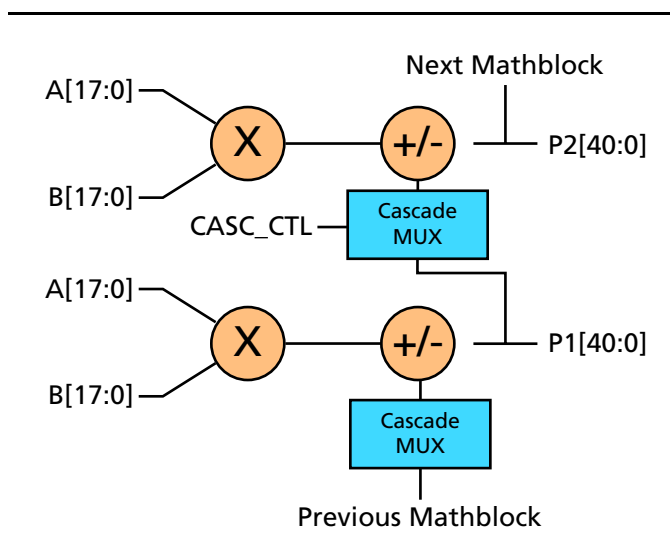 Next Mathblock
A[17:0]
X
+/-
P2[40:0]
B[17:0]
Cascade
MUX
CASC_CTL
A[17:0]
X
+/-
P1[40:0]
B[17:0]
Cascade
MUX
Previous Mathblock